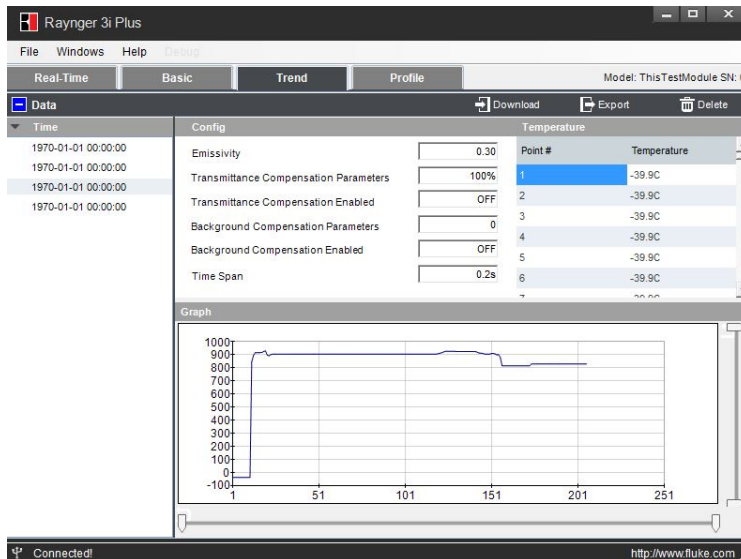 Raynger 3i Plus
File Windows Help Debug
Real-Time Basic Trend Profile Model: ThisTestModule SN:
Data Download Export Delete
Time
1970-01-01 00:00:00
1970-01-01 00:00:00
1970-01-01 00:00:00
1970-01-01 00:00:00
Config
Emissivity 0.30
Transmittance Compensation Parameters 100%
Transmittance Compensation Enabled OFF
Background Compensation Parameters 0
Background Compensation Enabled OFF
Time Span 0.2s
Temperature
Point # Temperature
1 -39.9C
2 -39.9C
3 -39.9C
4 -39.9C
5 -39.9C
6 -39.9C
Graph
1000
900
800
700
600
500
400
300
200
100
0
-100
1 51 101 151 201 251
Connected! http://www.fluke.com